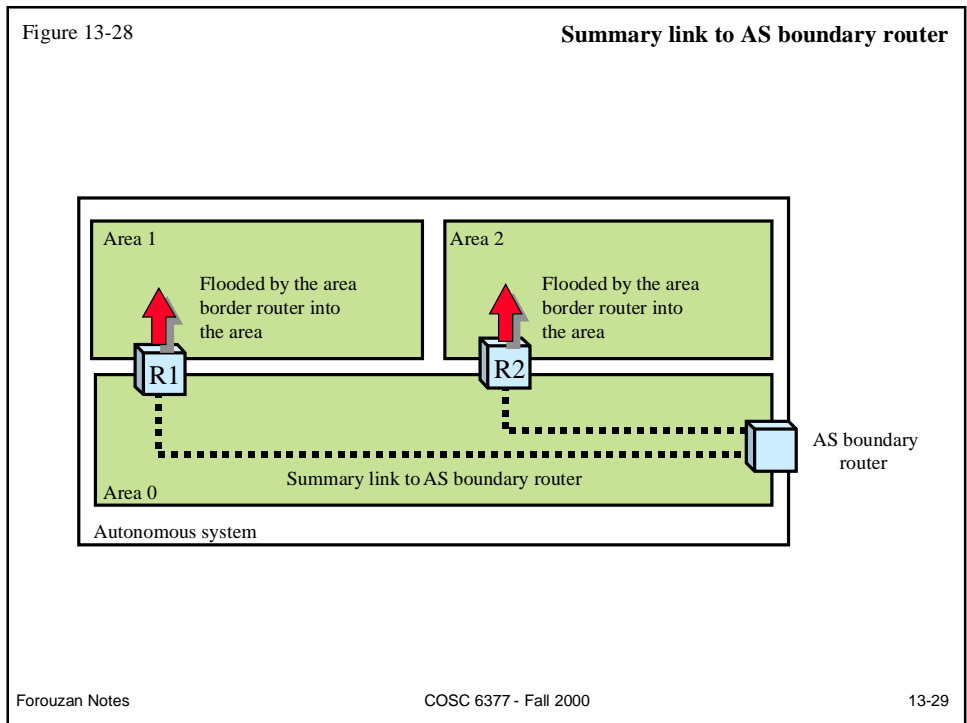 Figure 13-28
Summary link to AS boundary router
Area 1
Flooded by the area
border router into
the area
R1
Area 2
Flooded by the area
border router into
the area
R2
AS boundary
router
Summary link to AS boundary router
Area 0
Autonomous system
Forouzan Notes
COSC 6377 - Fall 2000
13-29